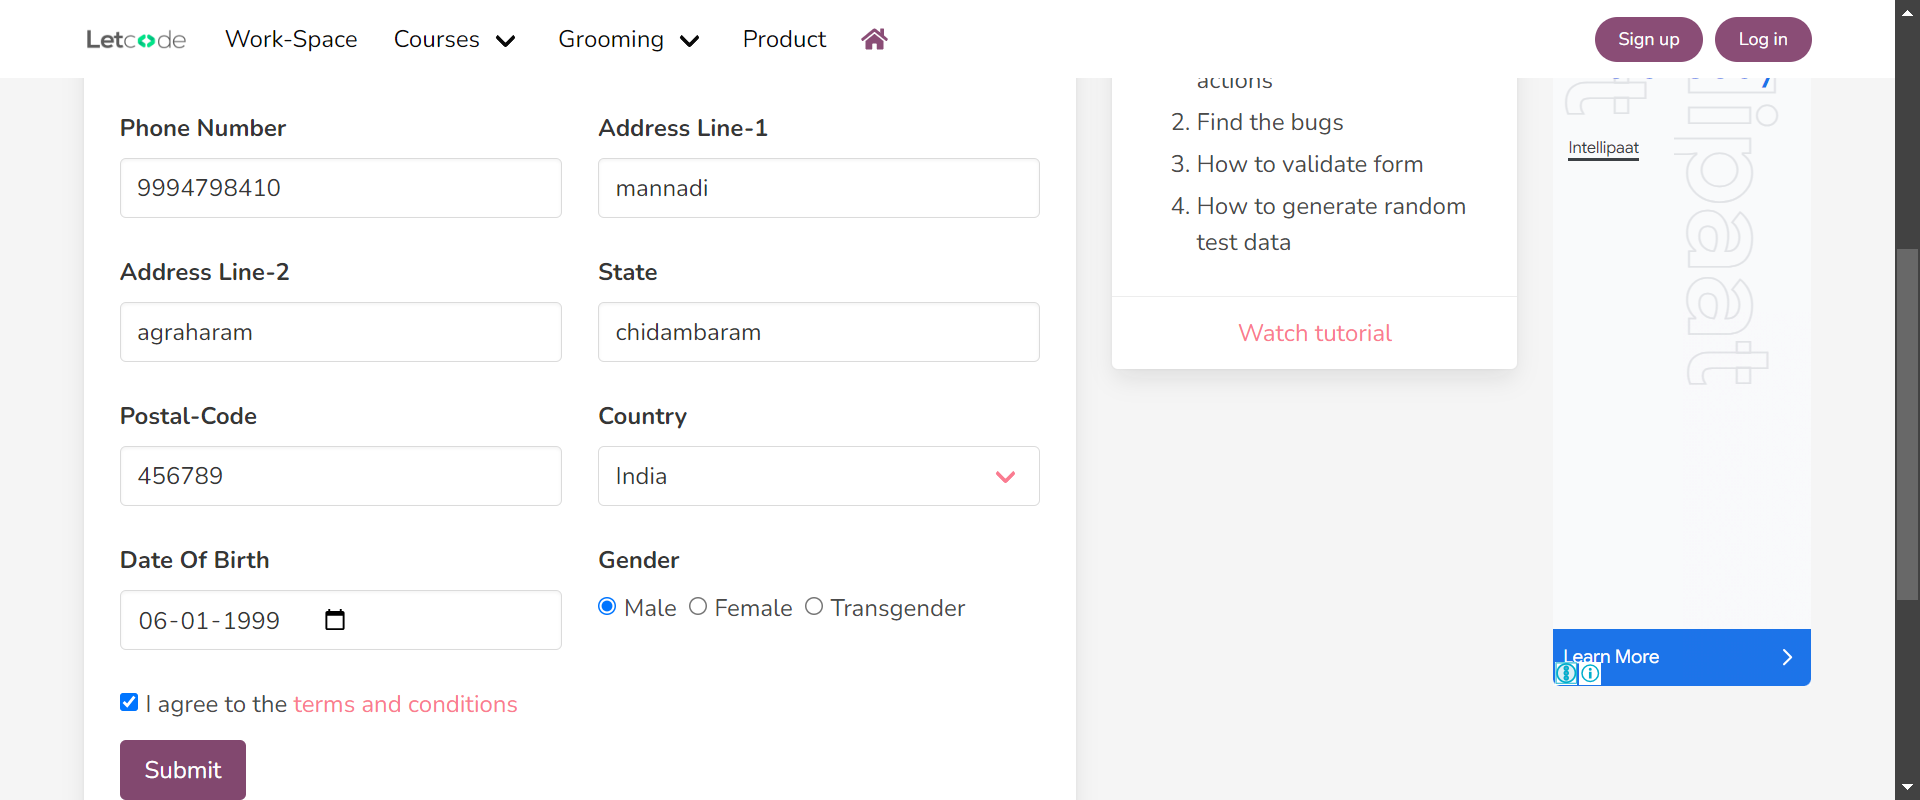 Letcode Work-Space Courses Grooming Product Sign up Log in
Phone Number
9994798410
Address Line-1
mannadi
Address Line-2
agraharam
State
chidambaram
Postal-Code
456789
Country
India
Date Of Birth
06-01-1999
Gender
Male Female Transgender
I agree to the terms and conditions
Submit
actions
2. Find the bugs
3. How to validate form
4. How to generate random
test data
Watch tutorial
Intellipaat
Learn More